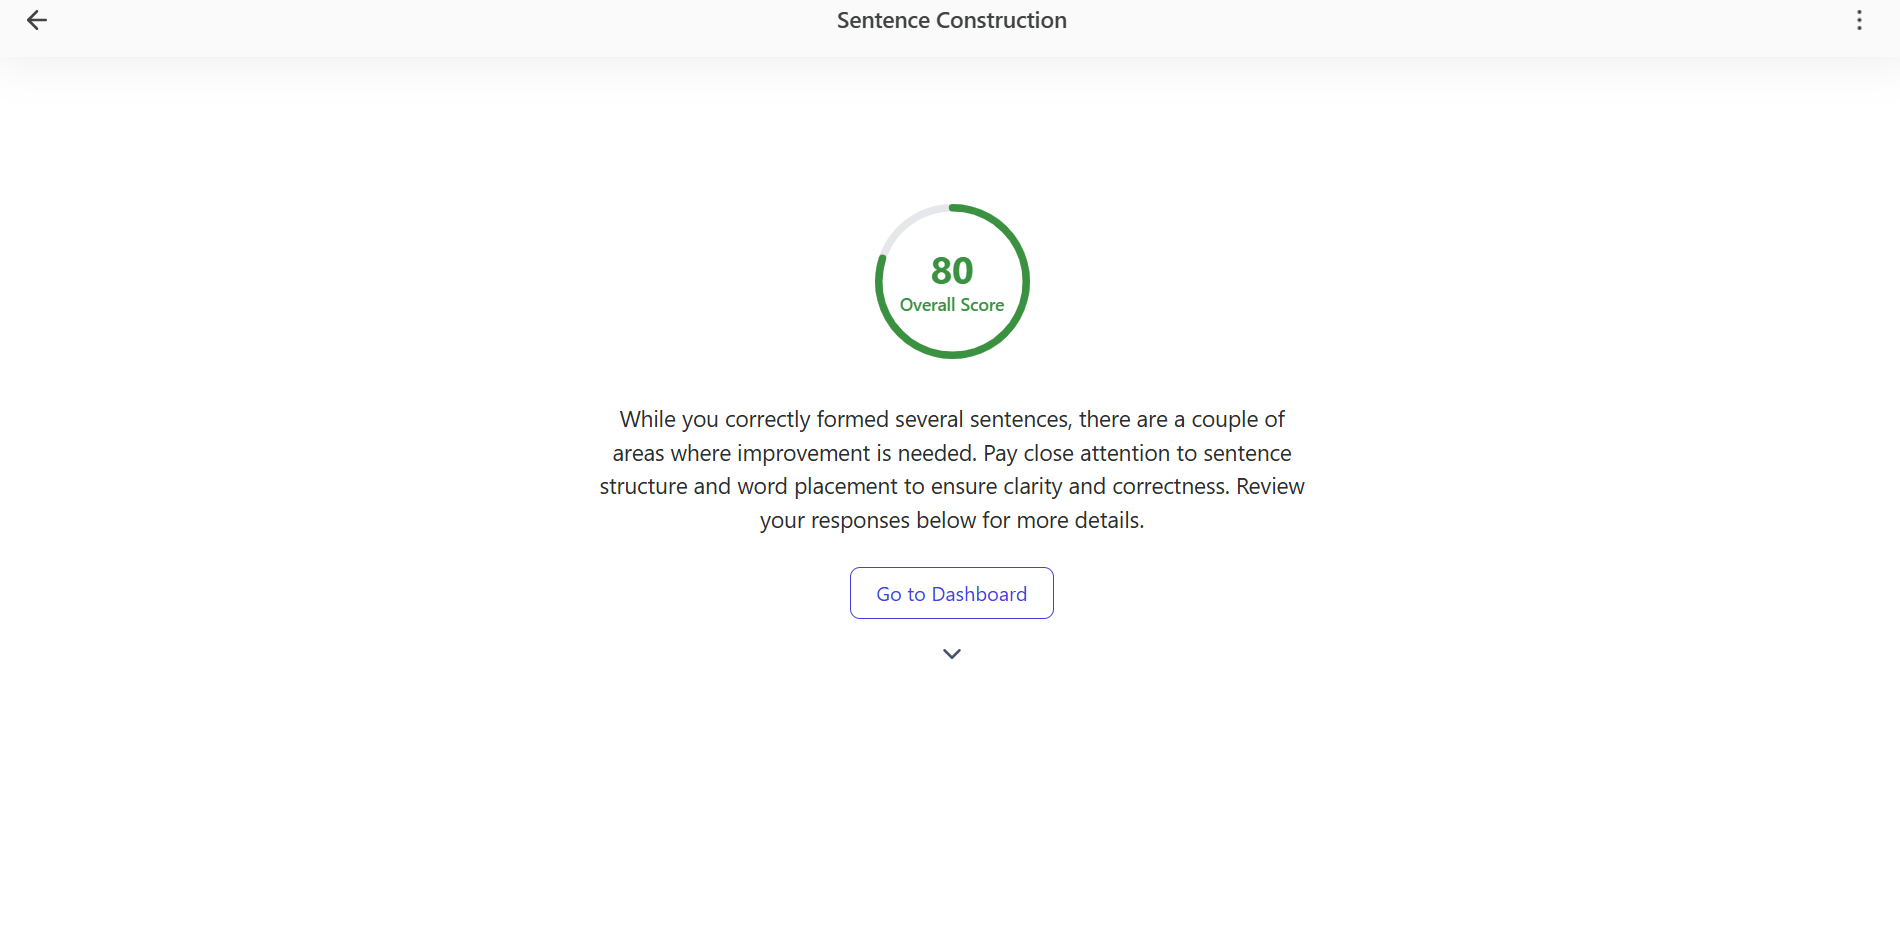 Sentence Construction
80
Overall Score
While you correctly formed several sentences, there are a couple of
areas where improvement is needed. Pay close attention to sentence
structure and word placement to ensure clarity and correctness. Review
your responses below for more details.
Go to Dashboard